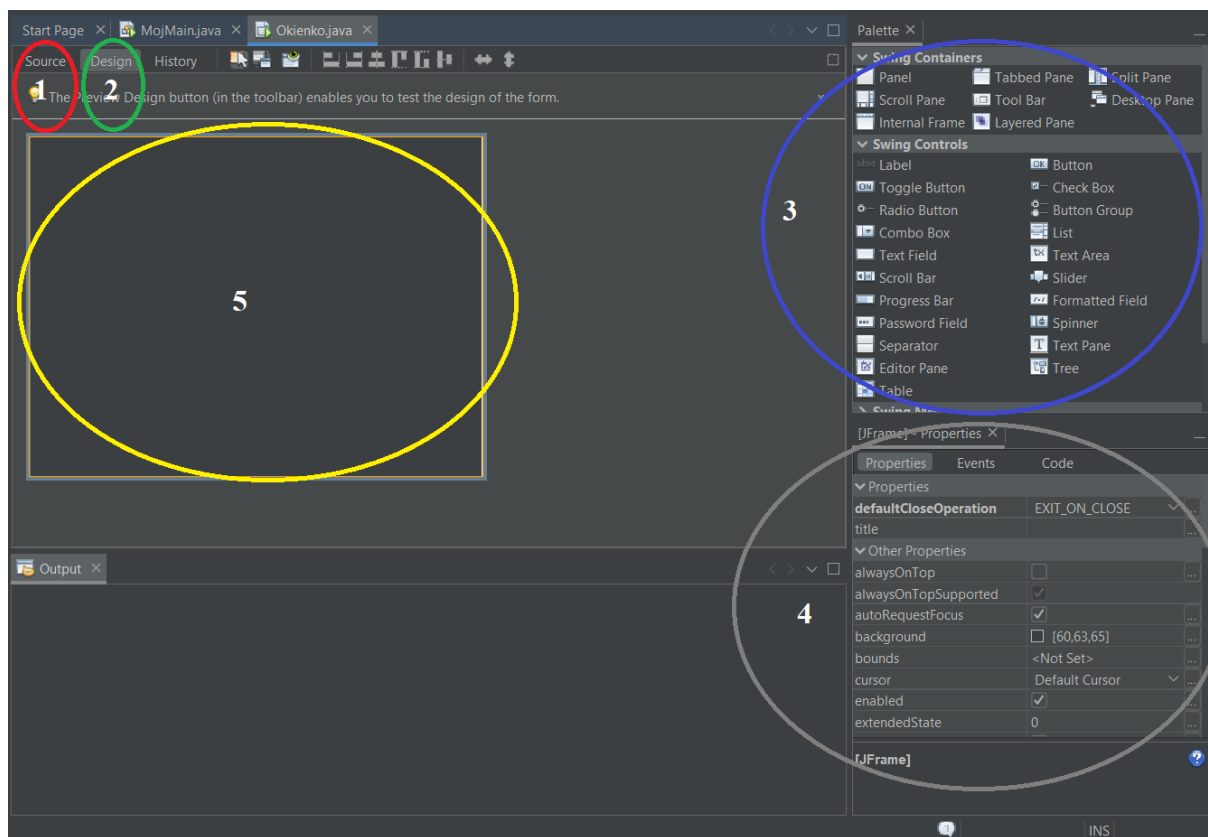 Start Page MojMain.java Okienko.java
Source Design History
1 2
The Preview Design button (in the toolbar) enables you to test the design of the form.
5
Output
Palette
Swing Containers
Panel Tabbed Pane Split Pane
Scroll Pane Tool Bar Desktop Pane
Internal Frame Layered Pane
Swing Controls
Label OK Button
ON Toggle Button Check Box
3
Radio Button Button Group
Combo Box List
Text Field Text Area
Scroll Bar Slider
Progress Bar Formatted Field
Password Field Spinner
Separator T Text Pane
Editor Pane Tree
Table
Swing
[JFrame] - Properties
Properties Events Code
Properties
defaultCloseOperation EXIT_ON_CLOSE ...
title ...
Other Properties
alwaysOnTop ...
alwaysOnTopSupported
4
autoRequestFocus ...
background [60,63,65] ...
bounds <Not Set> ...
cursor Default Cursor ...
enabled ...
extendedState 0 ...
[JFrame] ?
1 INS